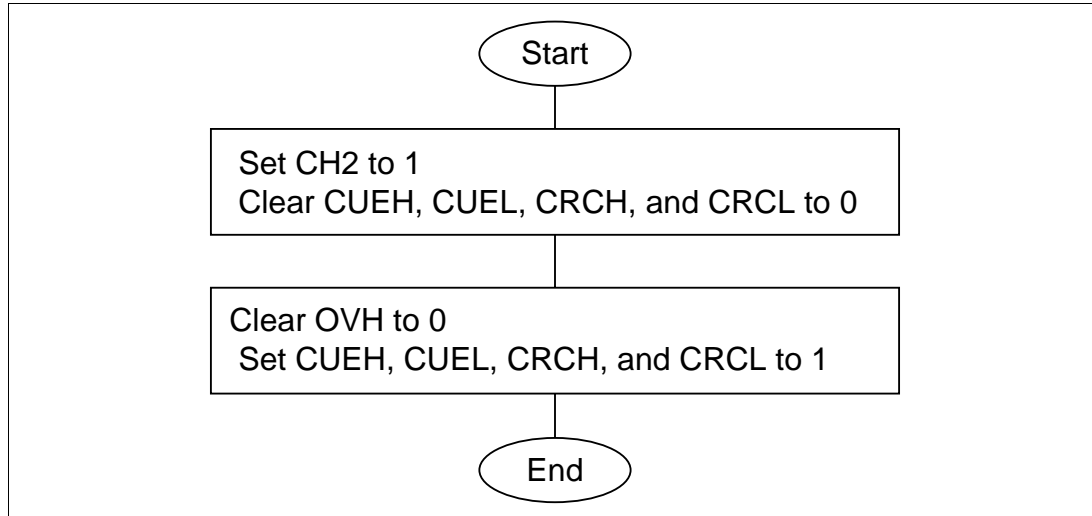 Start
Set CH2 to 1
Clear CUEH, CUEL, CRCH, and CRCL to 0
Clear OVH to 0
Set CUEH, CUEL, CRCH, and CRCL to 1
End